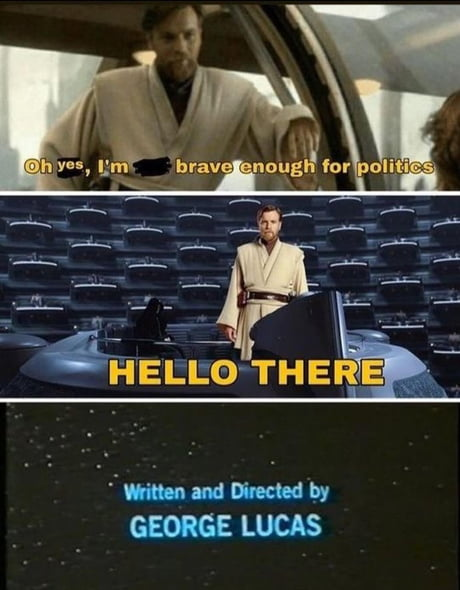 Oh yes, I'm brave enough for politics
HELLO THERE
Written and Directed by
GEORGE LUCAS